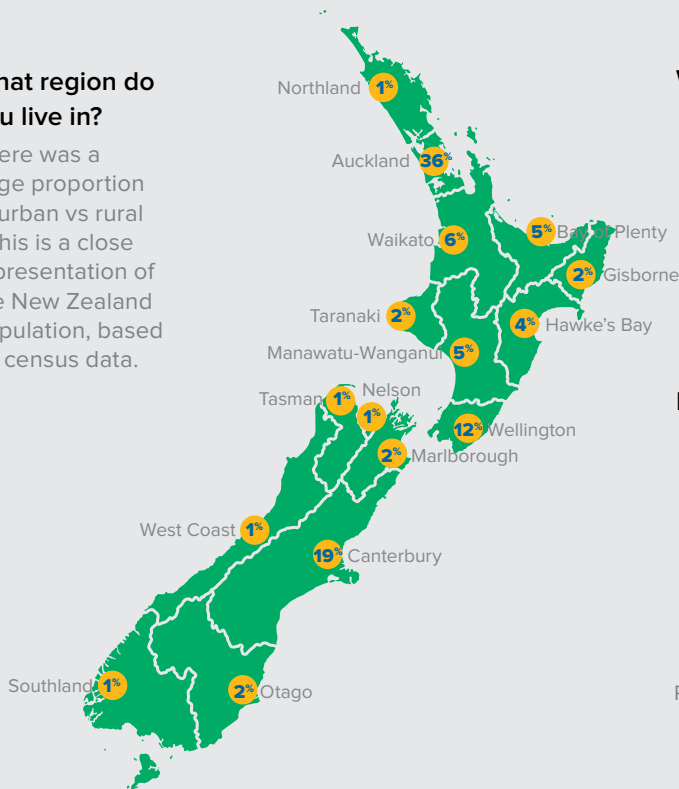 hat region do
u live in?
ere was a
ge proportion
urban vs rural
his is a close
presentation of
e New Zealand
pulation, based
census data.
Northland 1%
Auckland 36%
Waikato 6%
5% Bay of Plenty
2% Gisborne
Taranaki 2%
4% Hawke's Bay
Manawatu-Wanganui 5%
Nelson
Tasman 1%
1%
12% Wellington
2% Marlborough
West Coast 1%
19% Canterbury
Southland 1%
2% Otago